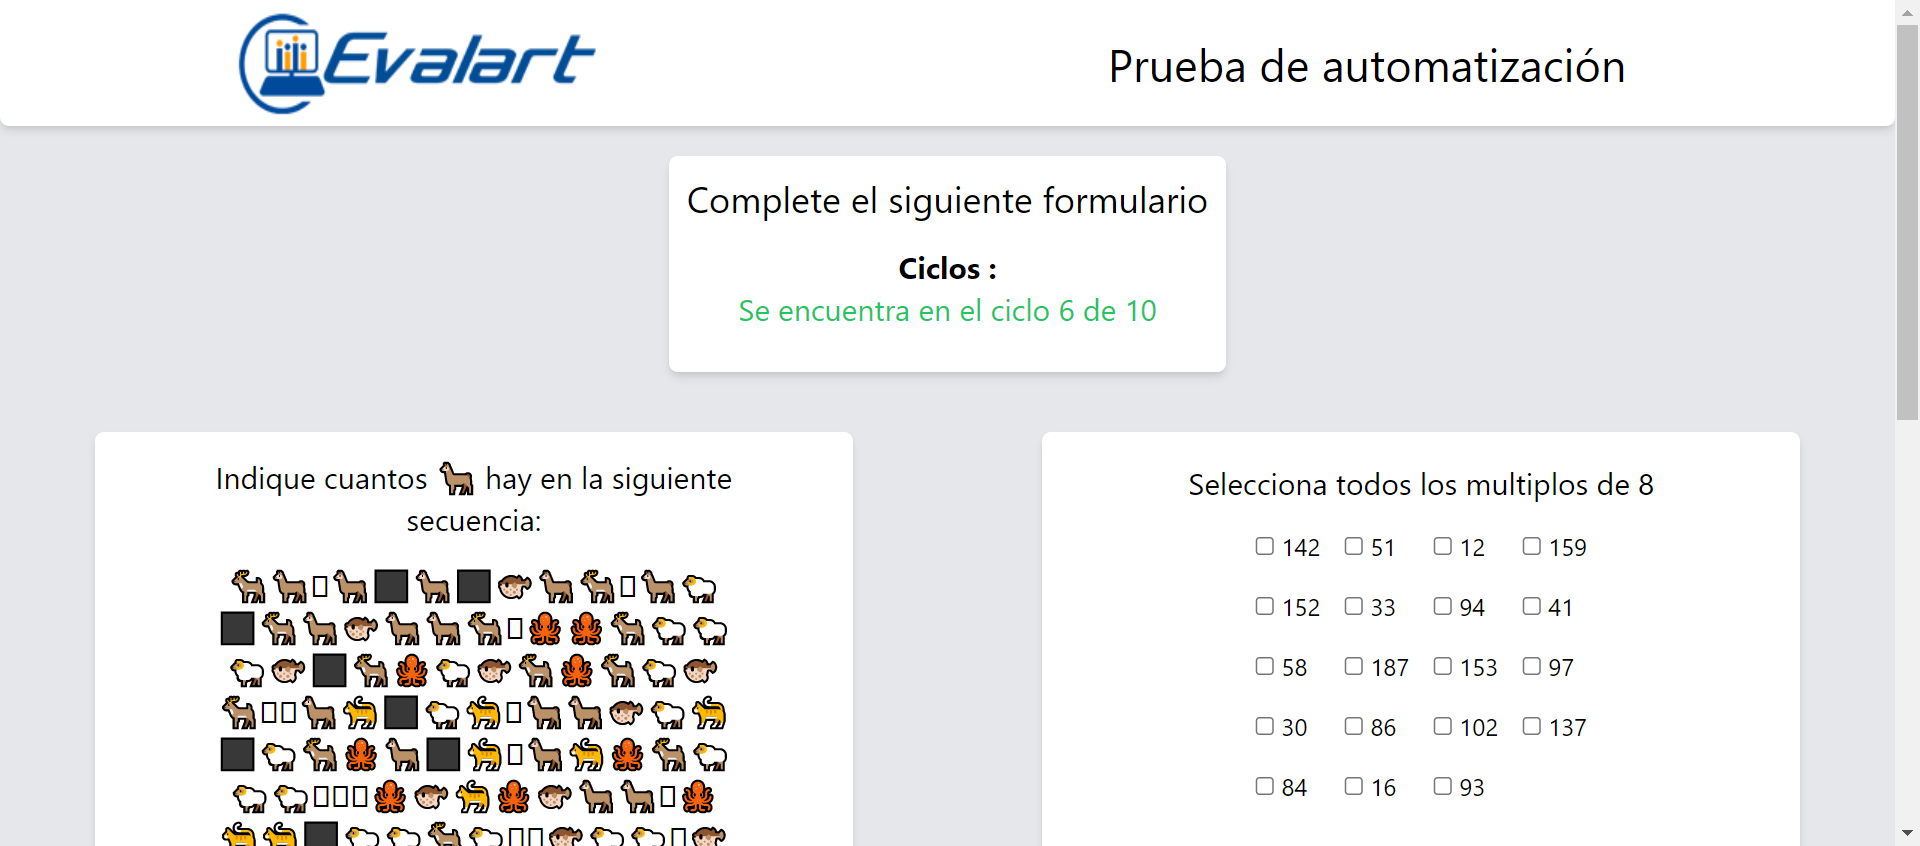 Evalart
Prueba de automatización
Complete el siguiente formulario
Ciclos :
Se encuentra en el ciclo 6 de 10
Indique cuantos 🐐 hay en la siguiente
secuencia:
Selecciona todos los multiplos de 8
142 51 12 159
152 33 94 41
58 187 153 97
30 86 102 137
84 16 93